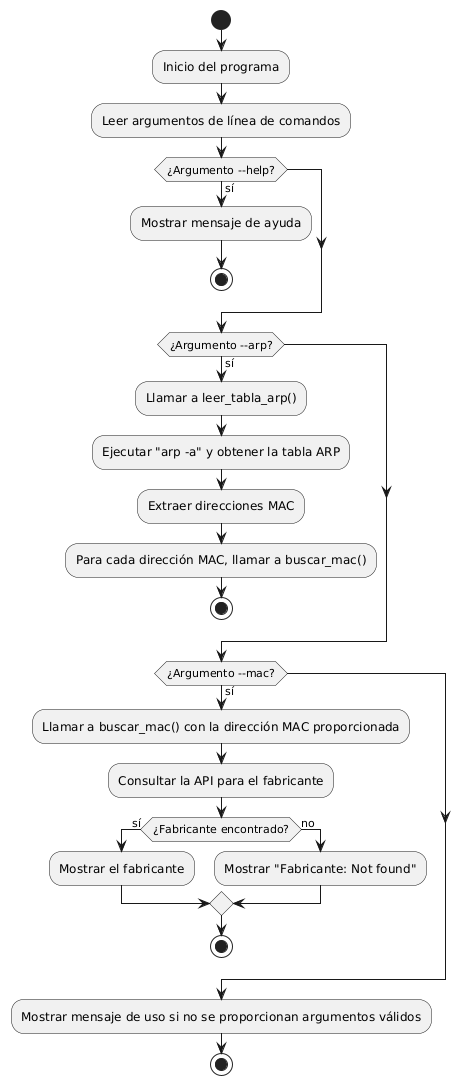 Inicio del programa
Leer argumentos de línea de comandos
¿Argumento --help?
sí
Mostrar mensaje de ayuda
¿Argumento --arp?
sí
Llamar a leer_tabla_arp()
Ejecutar "arp -a" y obtener la tabla ARP
Extraer direcciones MAC
Para cada dirección MAC, llamar a buscar_mac()
¿Argumento --mac?
sí
Llamar a buscar_mac() con la dirección MAC proporcionada
Consultar la API para el fabricante
sí
¿Fabricante encontrado?
no
Mostrar el fabricante
Mostrar "Fabricante: Not found"
Mostrar mensaje de uso si no se proporcionan argumentos válidos